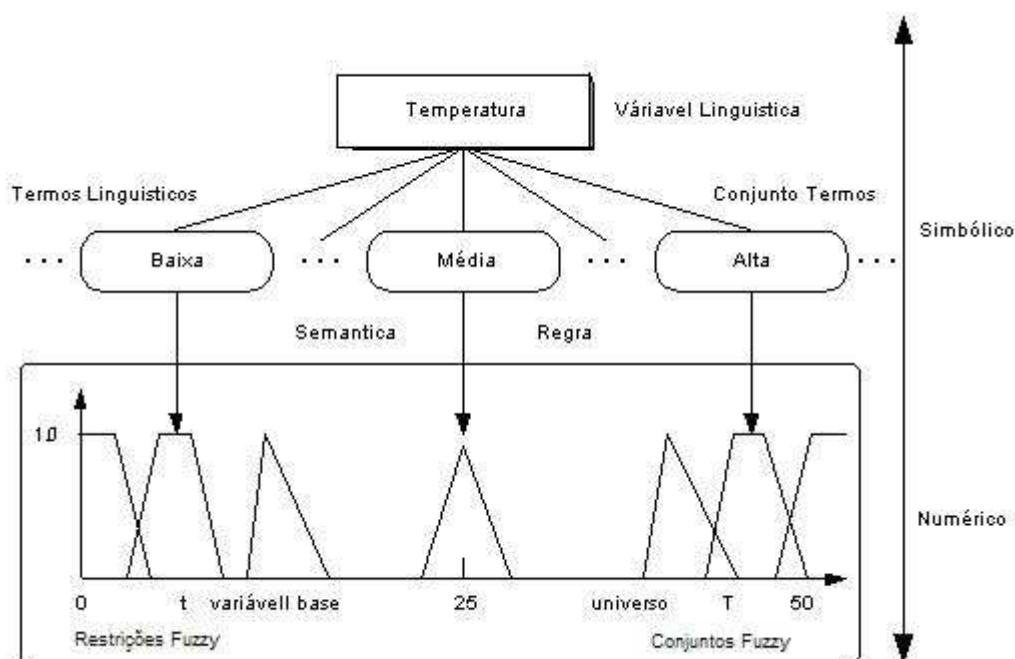 Temperatura
Váriavel Linguistica
Termos Linguisticos
Conjunto Termos
Simbólico
... Baixa ... Média ... Alta ...
Semantica
Regra
1.0
Numérico
0 t variávell base 25 universo T 50
Restrições Fuzzy
Conjuntos Fuzzy